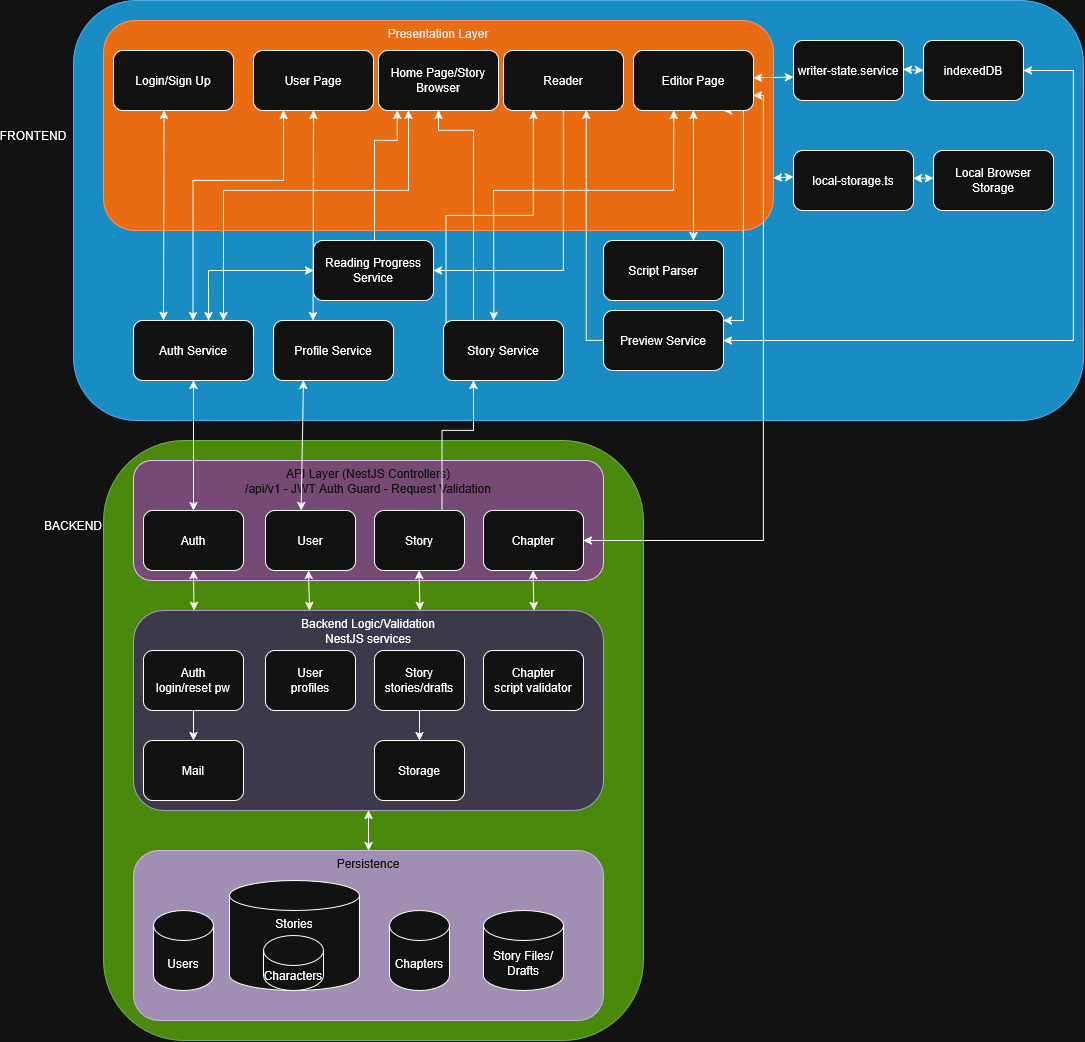 Presentation Layer
Login/Sign Up
User Page
Home Page/Story
Browser
Reader
Editor Page
writer-state.service
indexedDB
FRONTEND
local-storage.ts
Local Browser
Storage
Reading Progress
Service
Script Parser
Auth Service
Profile Service
Story Service
Preview Service
BACKEND
API Layer (NestJS Controllers)
/api/v1 - JWT Auth Guard - Request Validation
Auth
User
Story
Chapter
Backend Logic/Validation
NestJS services
Auth
login/reset pw
User
profiles
Story
stories/drafts
Chapter
script validator
Mail
Storage
Persistence
Users
Stories
Characters
Chapters
Story Files/
Drafts